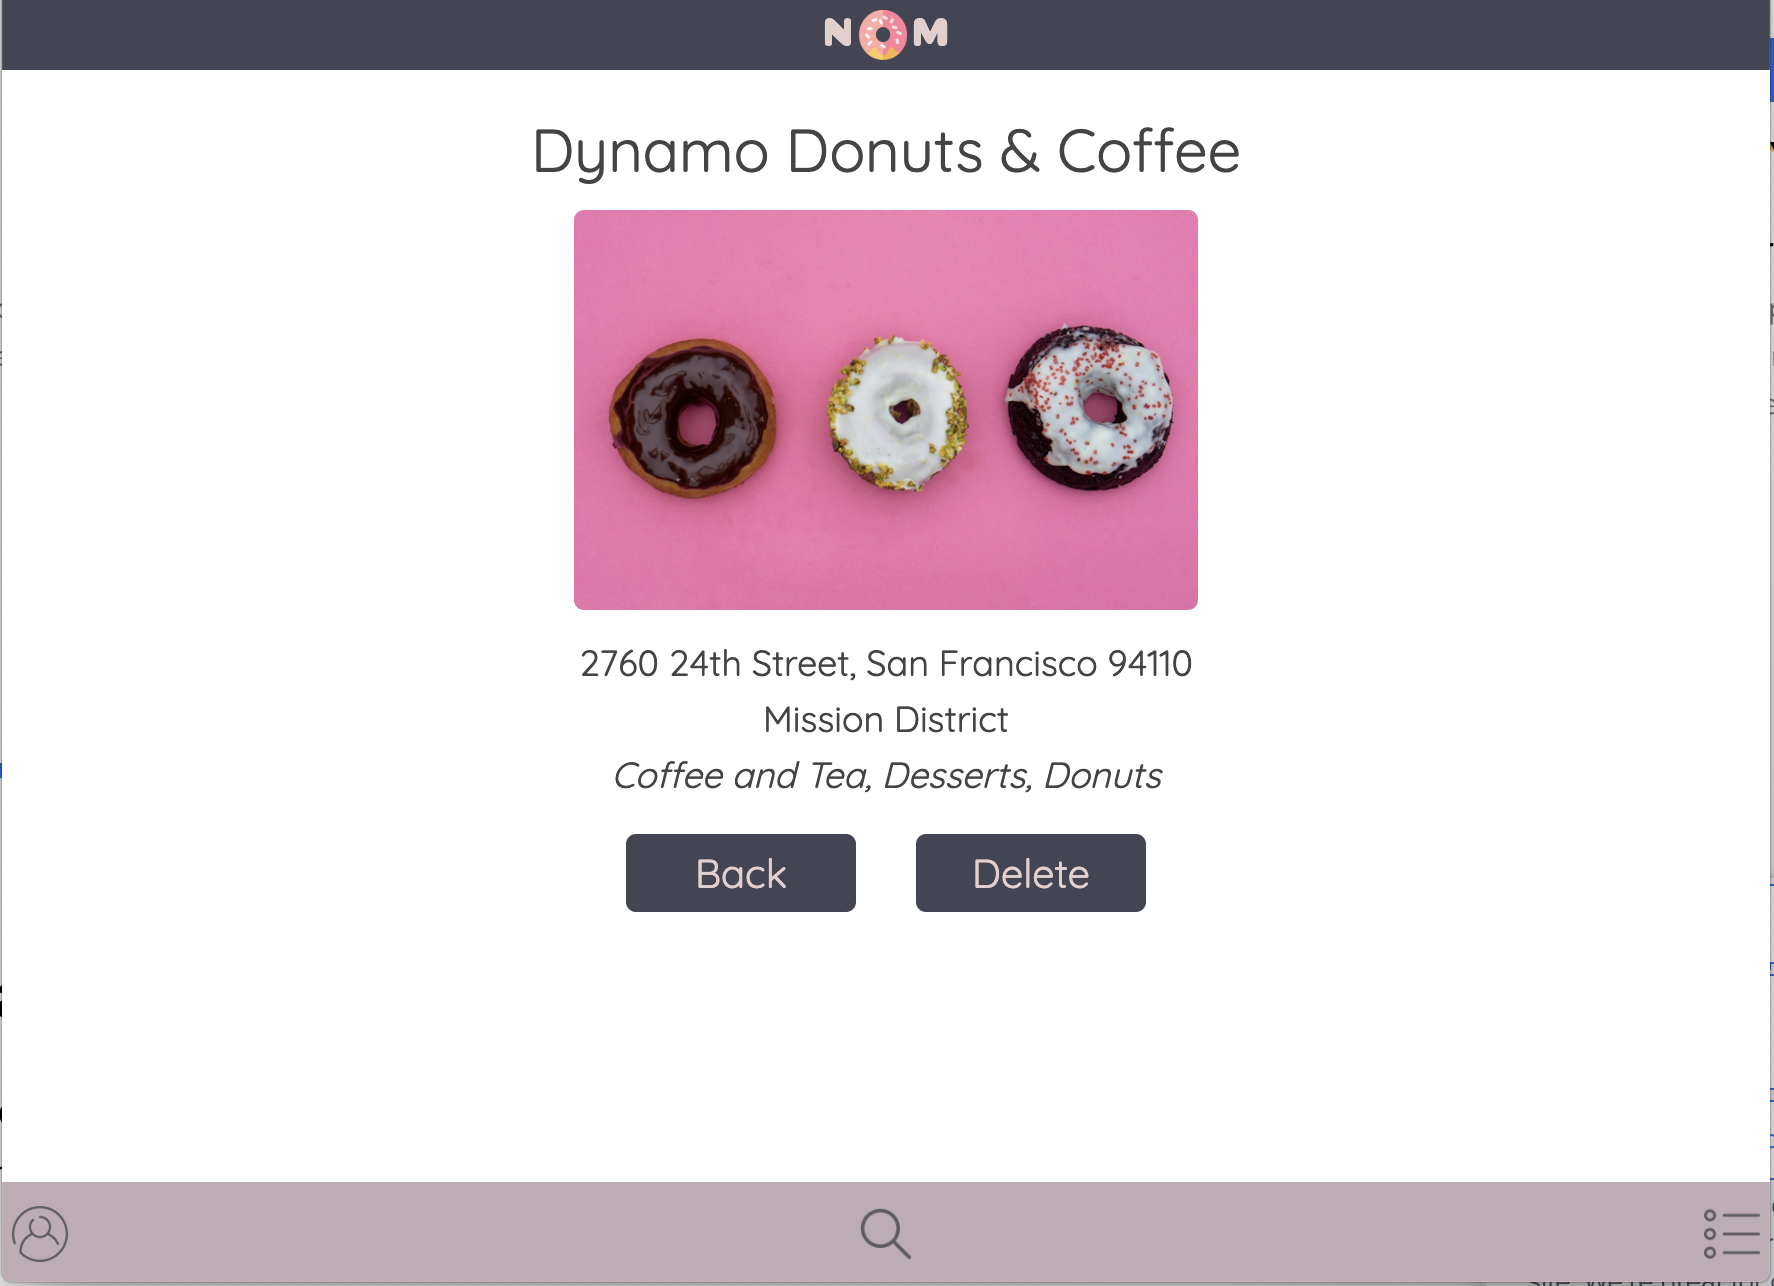 NOM
Dynamo Donuts & Coffee
2760 24th Street, San Francisco 94110
Mission District
Coffee and Tea, Desserts, Donuts
Back
Delete